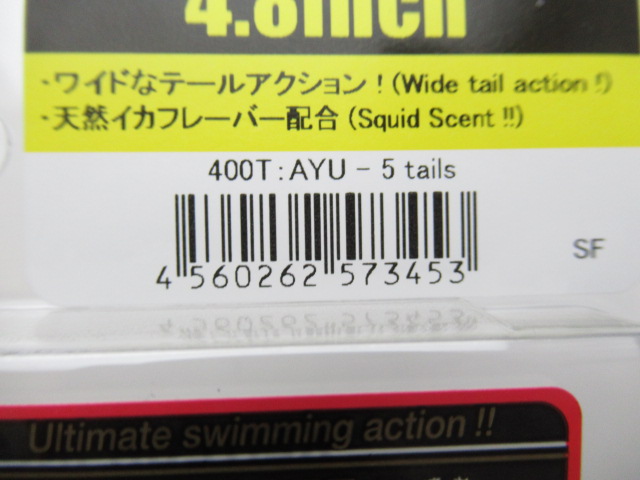 4.8inch
・ワイドなテールアクション！(Wide tail action !!)
・天然イカフレーバー配合 (Squid Scent !!)
400T:AYU - 5 tails
4 560262 573453
SF
Ultimate swimming action !!